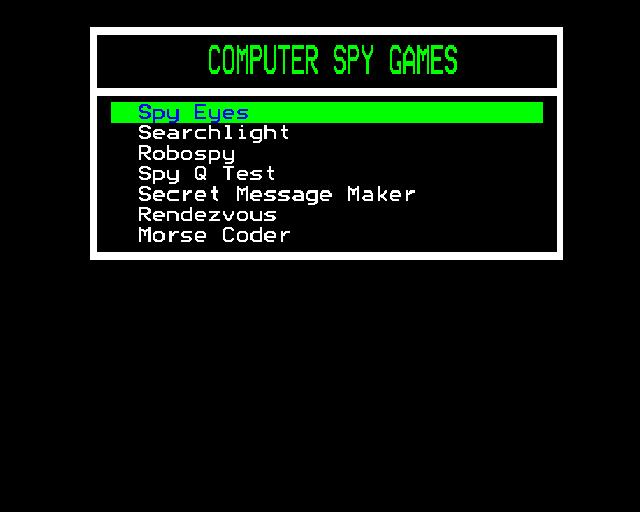 COMPUTER SPY GAMES
Spy Eyes
Searchlight
Robospy
Spy Q Test
Secret Message Maker
Rendezvous
Morse Coder